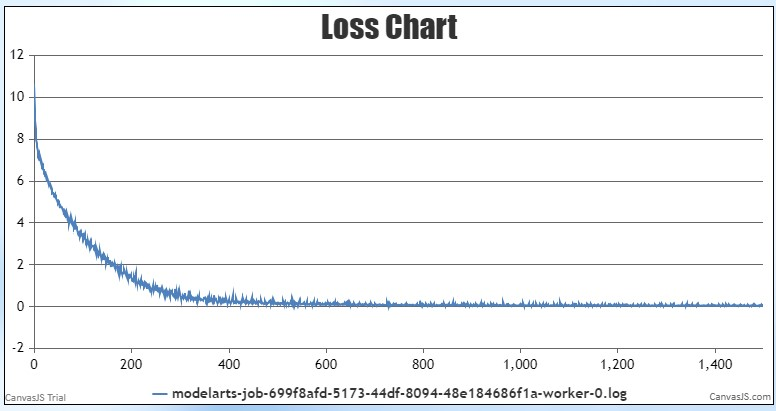 Loss Chart
12
10
8
6
4
2
0
-2
0 200 400 600 800 1,000 1,200 1,400
CanvasJS Trial
modelarts-job-699f8afd-5173-44df-8094-48e184686f1a-worker-0.log
CanvasJS.com